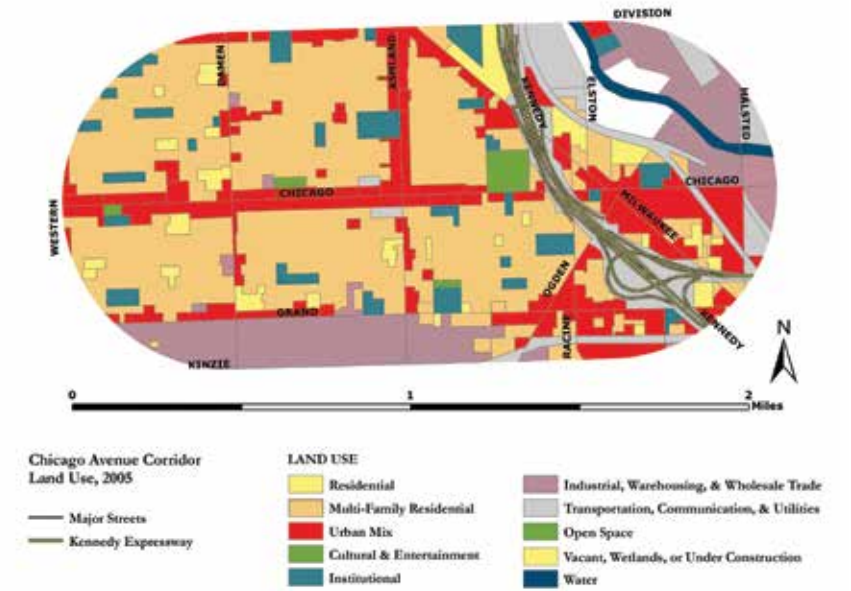 DIVISION
DAMEN
ASHLAND
KENNEDY
ELSTON
HALSTED
CHICAGO
CHICAGO
WESTERN
MILWAUKEE
OGDEN
GRAND
RACINE
KENNEDY
KINZIE
N
0 1 2
Miles
Chicago Avenue Corridor
Land Use, 2005
Major Streets
Kennedy Expressway
LAND USE
Residential
Multi-Family Residential
Urban Mix
Cultural & Entertainment
Institutional
Industrial, Warehousing, & Wholesale Trade
Transportation, Communication, & Utilities
Open Space
Vacant, Wetlands, or Under Construction
Water